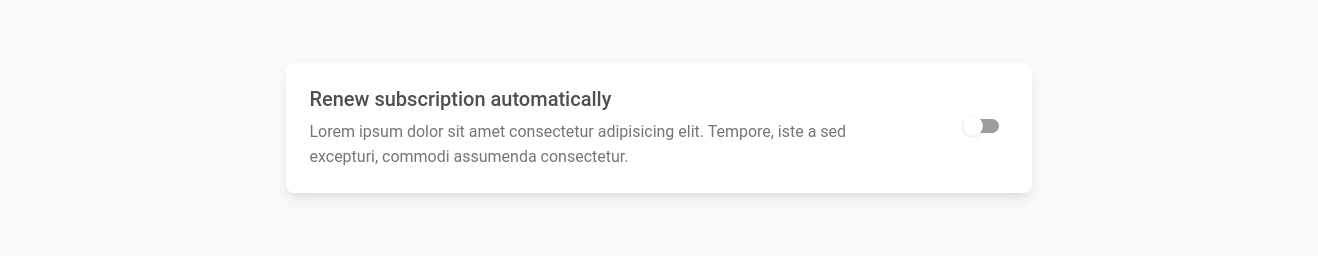 Renew subscription automatically
Lorem ipsum dolor sit amet consectetur adipisicing elit. Tempore, iste a sed
excepturi, commodi assumenda consectetur.